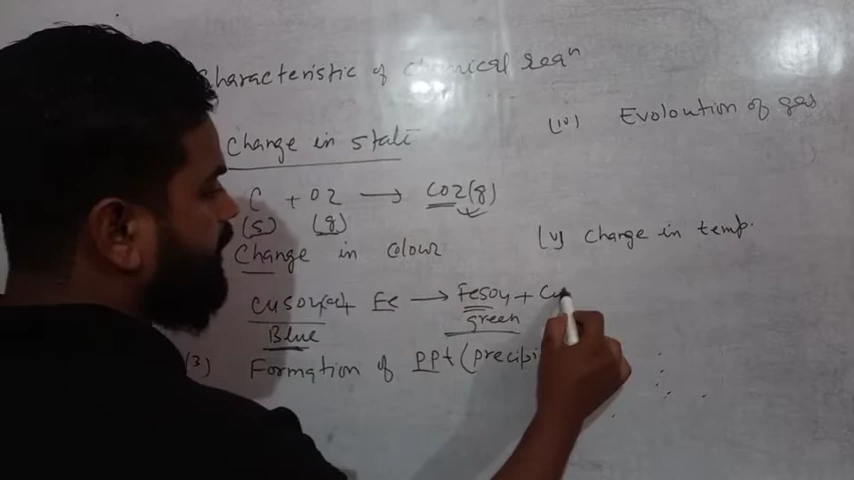 Characteristic of chemical reaⁿ
Change in state
C + O2 → CO2(g)
(s) (g)
Change in colour
CuSO4(a)+ Fe → FeSO4 + Cu
Blue green
(3) Formation of ppt (precipi
(iv) Evoloution of gas
(v) Change in temp.